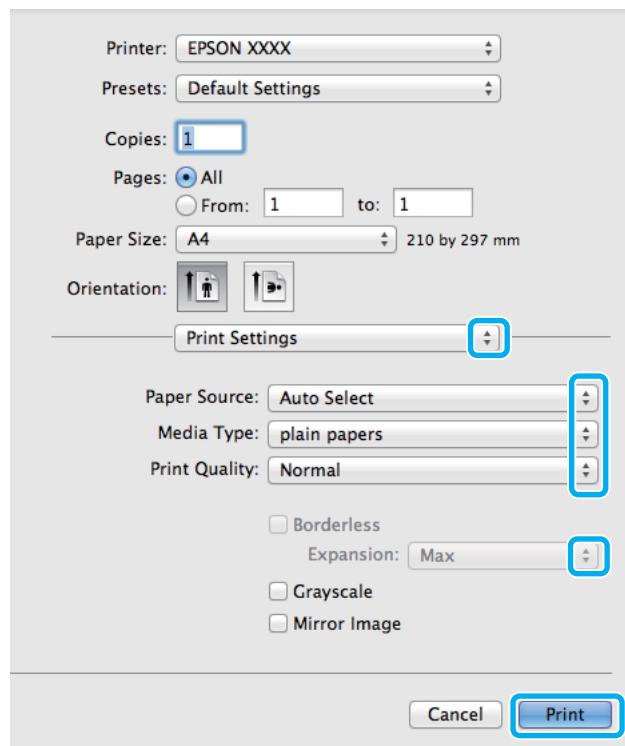 Printer: EPSON XXXX
Presets: Default Settings
Copies: 1
Pages: All
From: 1 to: 1
Paper Size: A4 210 by 297 mm
Orientation:
Print Settings
Paper Source: Auto Select
Media Type: plain papers
Print Quality: Normal
Borderless
Expansion: Max
Grayscale
Mirror Image
Cancel Print